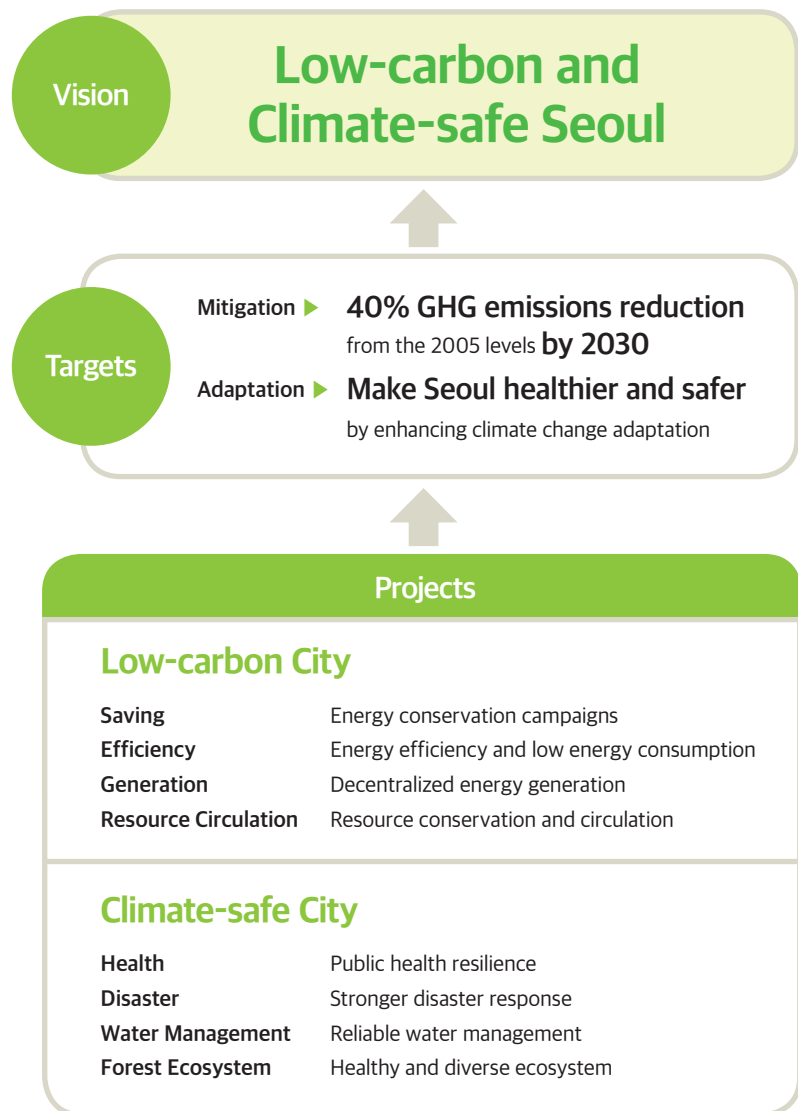 Vision
Low-carbon and
Climate-safe Seoul
Targets
Mitigation ▶ 40% GHG emissions reduction
from the 2005 levels by 2030
Adaptation ▶ Make Seoul healthier and safer
by enhancing climate change adaptation
Projects
Low-carbon City
Saving Energy conservation campaigns
Efficiency Energy efficiency and low energy consumption
Generation Decentralized energy generation
Resource Circulation Resource conservation and circulation
Climate-safe City
Health Public health resilience
Disaster Stronger disaster response
Water Management Reliable water management
Forest Ecosystem Healthy and diverse ecosystem